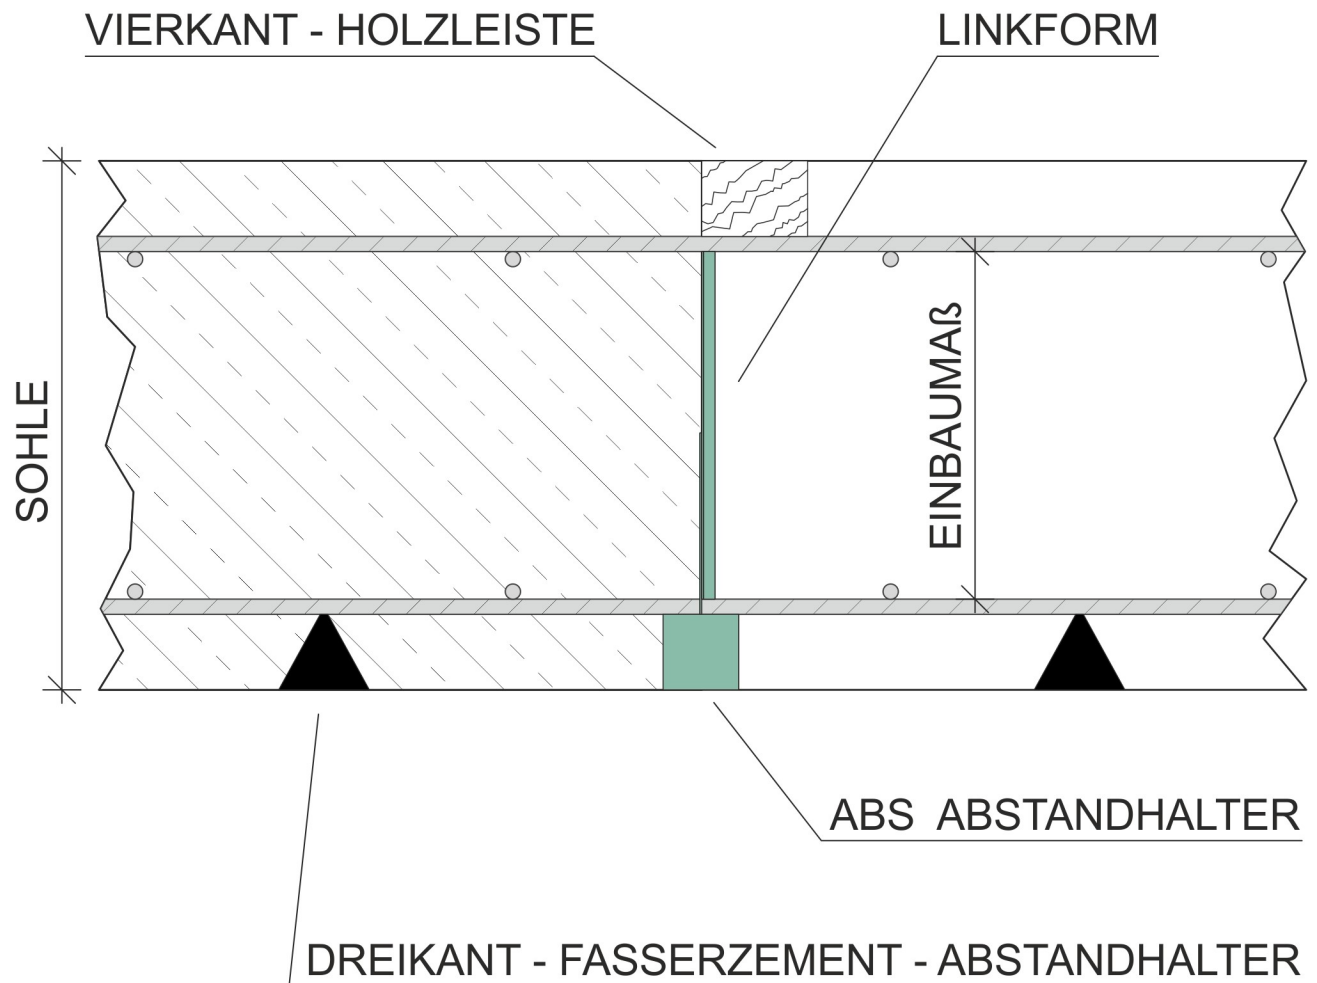 VIERKANT - HOLZLEISTE
LINKFORM
SOHLE
EINBAUMAß
ABS ABSTANDHALTER
DREIKANT - FASSERZEMENT - ABSTANDHALTER